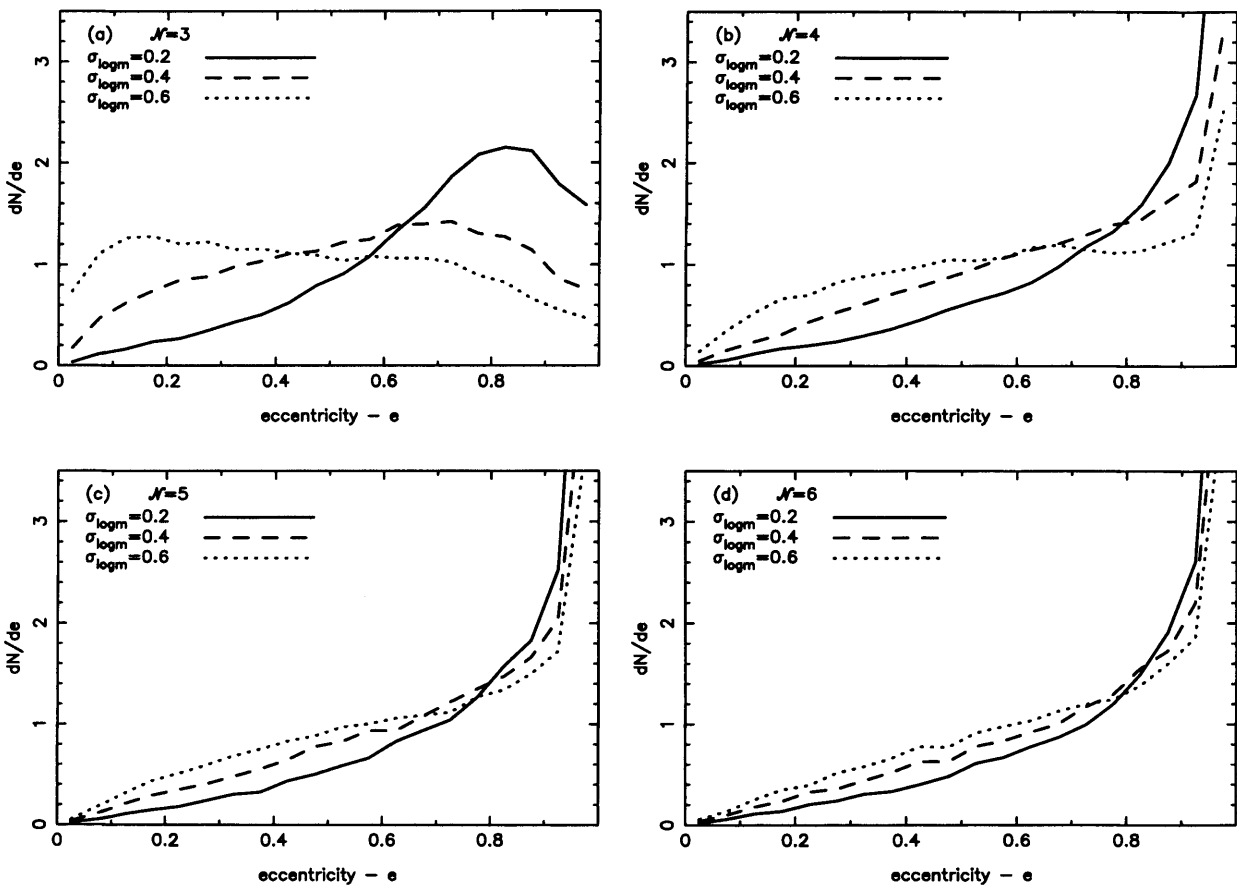 (a) 𝒩=3
σlogm=0.2
σlogm=0.4
σlogm=0.6
3
2
1
0
dN/de
0 0.2 0.4 0.6 0.8
eccentricity – e
(b) 𝒩=4
σlogm=0.2
σlogm=0.4
σlogm=0.6
3
2
1
0
dN/de
0 0.2 0.4 0.6 0.8
eccentricity – e
(c) 𝒩=5
σlogm=0.2
σlogm=0.4
σlogm=0.6
3
2
1
0
dN/de
0 0.2 0.4 0.6 0.8
eccentricity – e
(d) 𝒩=6
σlogm=0.2
σlogm=0.4
σlogm=0.6
3
2
1
0
dN/de
0 0.2 0.4 0.6 0.8
eccentricity – e